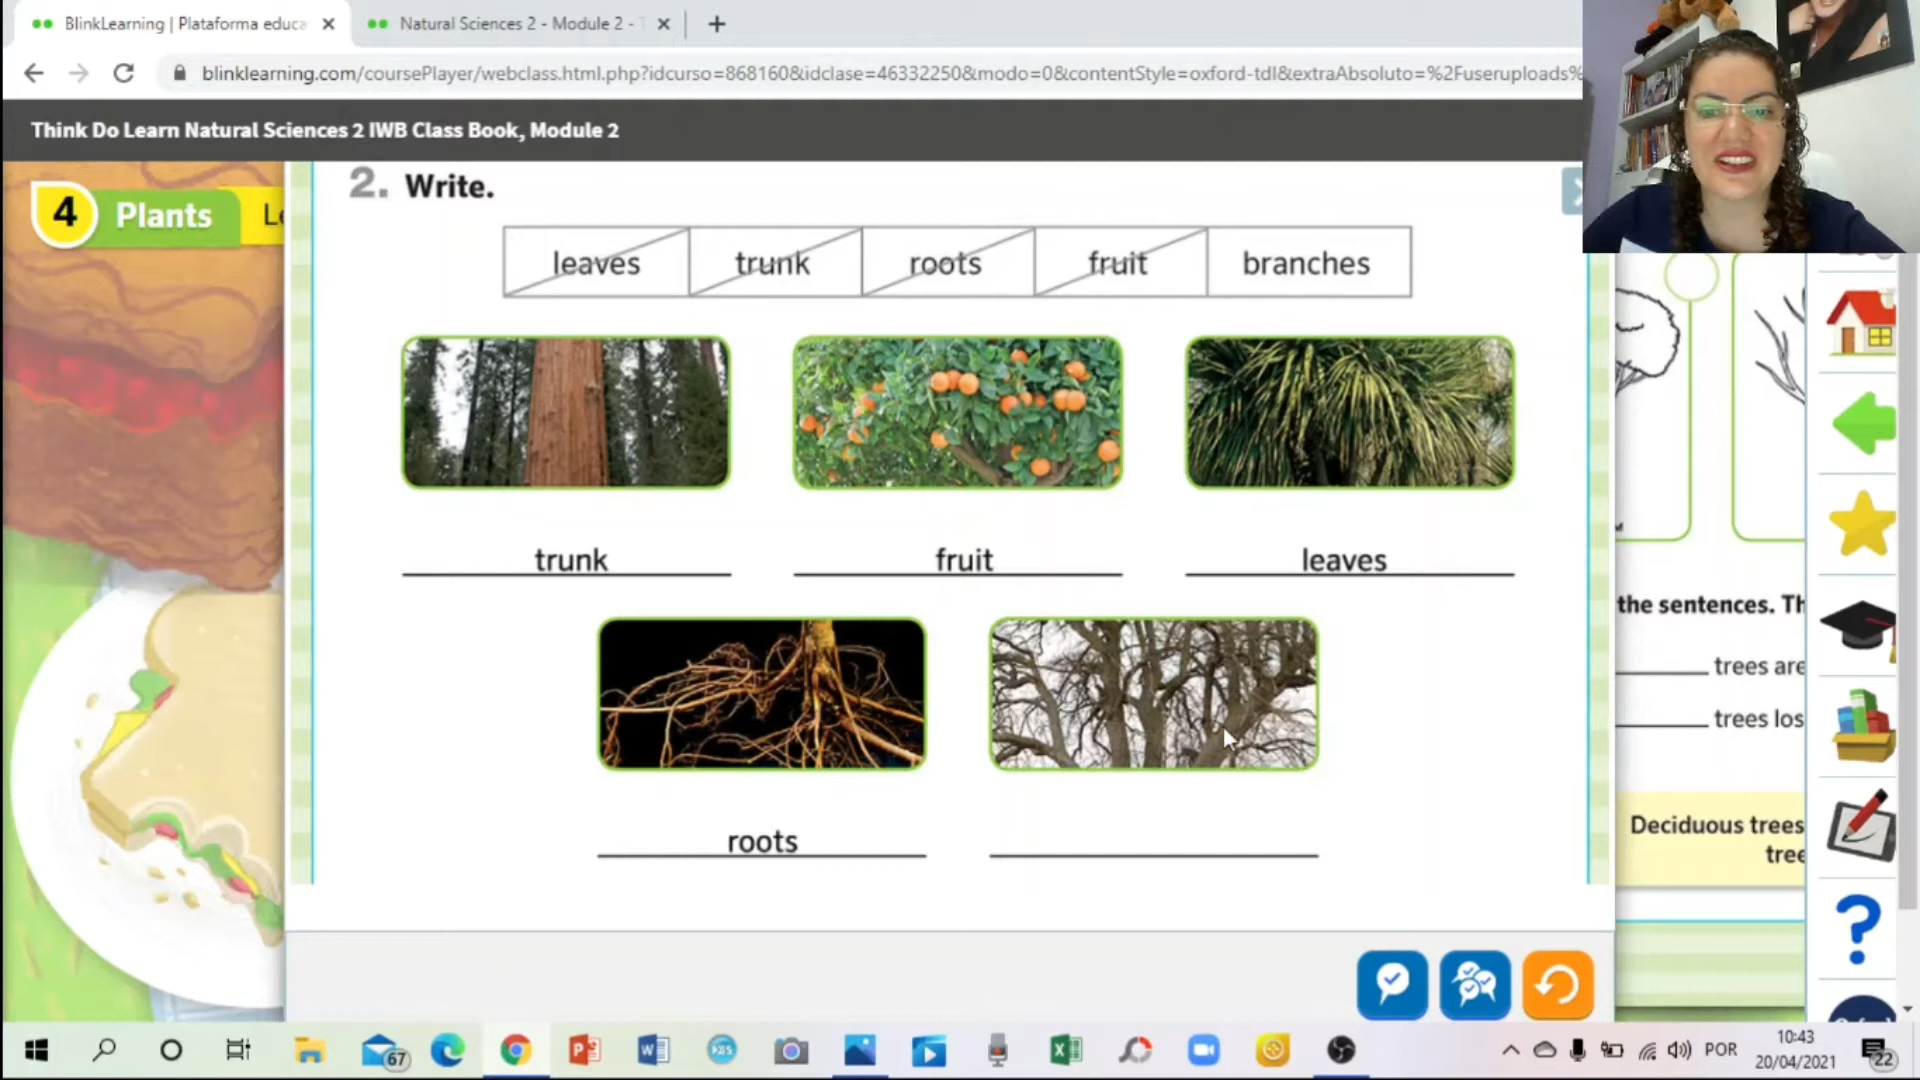 BlinkLearning | Plataforma educa
Natural Sciences 2 - Module 2 -
blinklearning.com/coursePlayer/webclass.html.php?idcurso=868160&idclase=46332250&modo=0&contentStyle=oxford-tdl&extraAbsoluto=%2Fuseruploads%
Think Do Learn Natural Sciences 2 IWB Class Book, Module 2
4 Plants
2. Write.
leaves trunk roots fruit branches
trunk fruit leaves
roots
the sentences.
trees are
trees los
Deciduous trees
tree
67
POR
10:43
20/04/2021
22